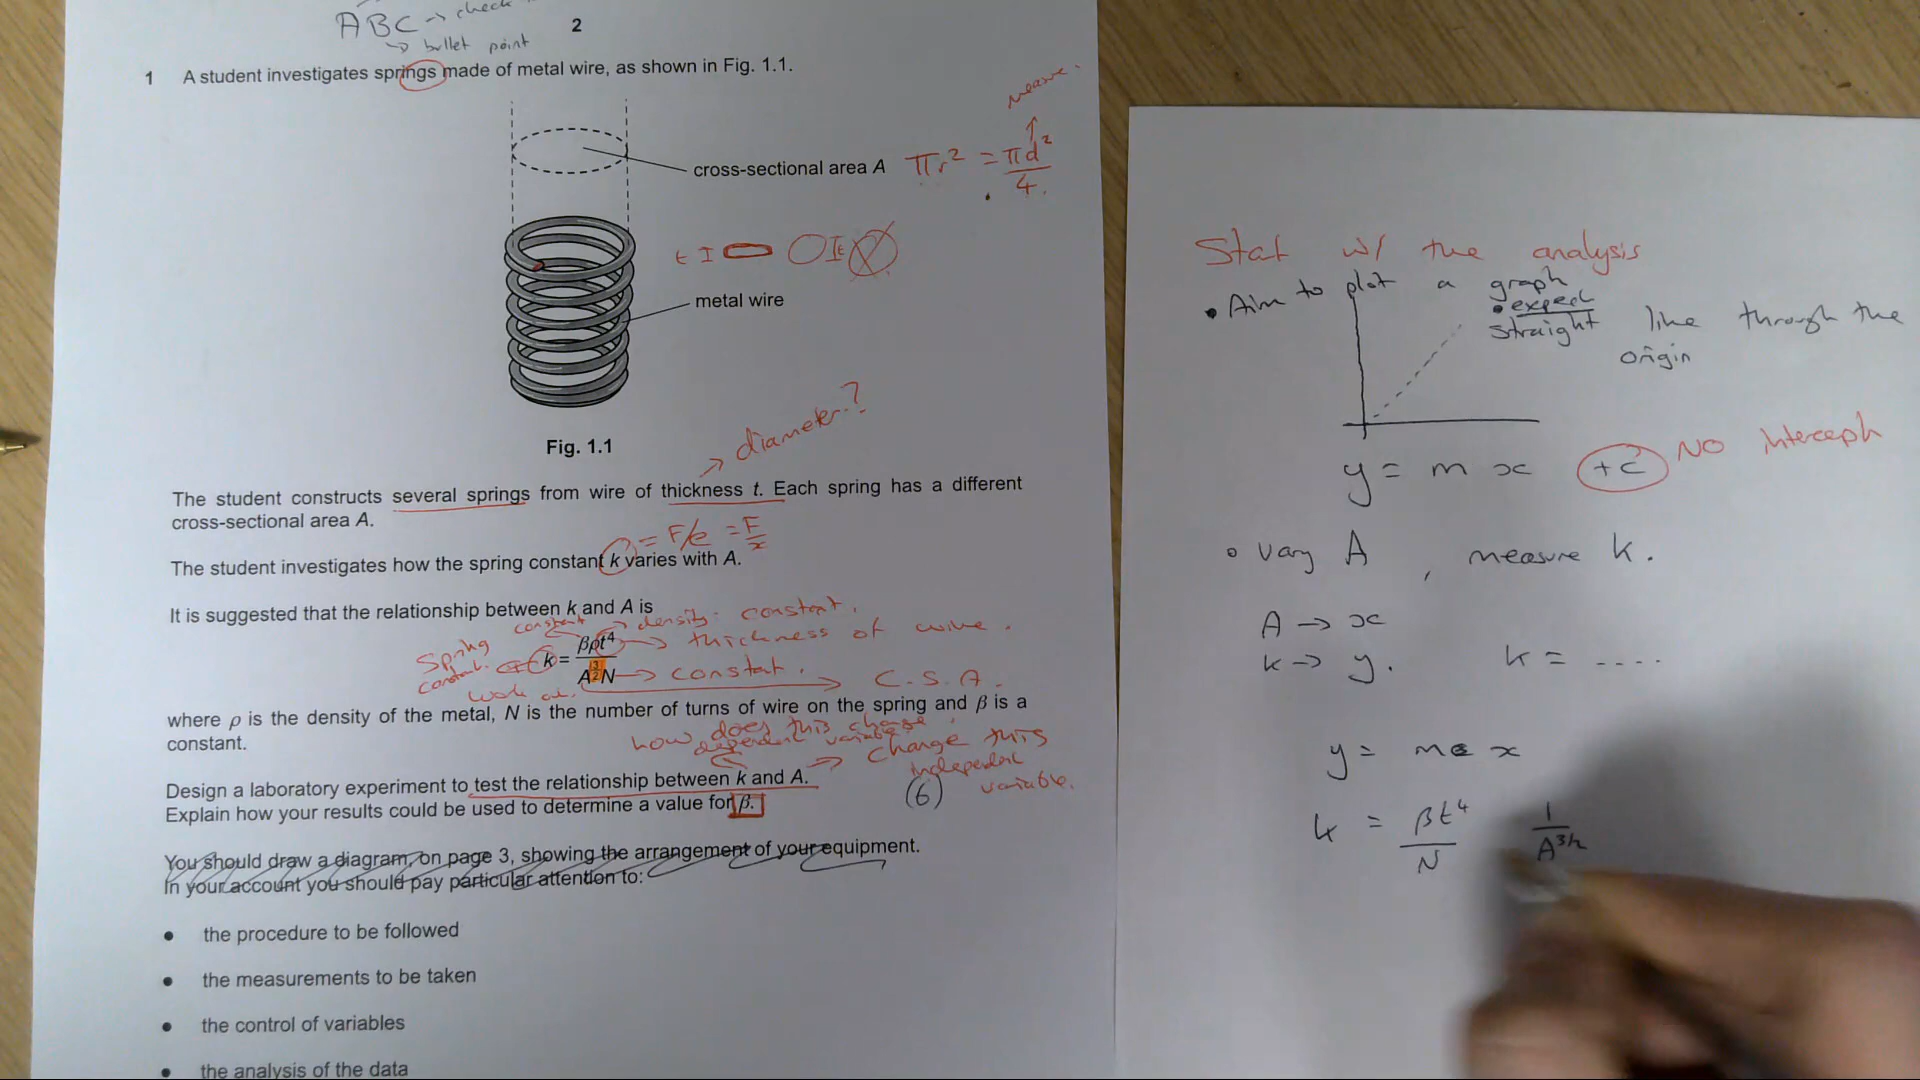 ABC → check
→ bullet point
2
1 A student investigates springs made of metal wire, as shown in Fig. 1.1.
measure.
cross-sectional area A
πr² = πd²/4.
t I
metal wire
Fig. 1.1
→ diameter?
The student constructs several springs from wire of thickness t. Each spring has a different
cross-sectional area A.
= F/e = F/x
The student investigates how the spring constant k varies with A.
It is suggested that the relationship between k and A is
constant
→ density. constant.
Spring
constant.
→ thickness of wire.
k = βρt⁴ / A^(3/2) N
→ constant.
→ C.S.A.
where ρ is the density of the metal, N is the number of turns of wire on the spring and β is a
constant.
how does this change
dependent variable
→ change this
independent
variable.
Design a laboratory experiment to test the relationship between k and A.
Explain how your results could be used to determine a value for β.
(6)
You should draw a diagram, on page 3, showing the arrangement of your equipment.
In your account you should pay particular attention to:
• the procedure to be followed
• the measurements to be taken
• the control of variables
• the analysis of the data
Stat w/ the analysis
• Aim to plot a graph
• expect
straight line through the
origin
y = m x + c NO intercept
• Vary A , measure k.
A → x
k → y. k = ....
y = m x
k = βt⁴/N 1/A^(3/2)